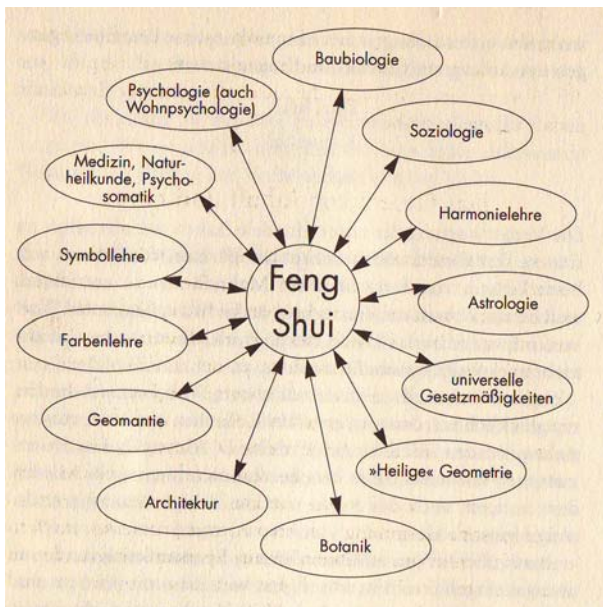 Baubiologie
Psychologie (auch
Wohnpsychologie)
Soziologie
Medizin, Natur-
heilkunde, Psycho-
somatik
Harmonielehre
Symbollehre
Feng
Shui
Astrologie
Farbenlehre
universelle
Gesetzmäßigkeiten
Geomantie
»Heilige« Geometrie
Architektur
Botanik